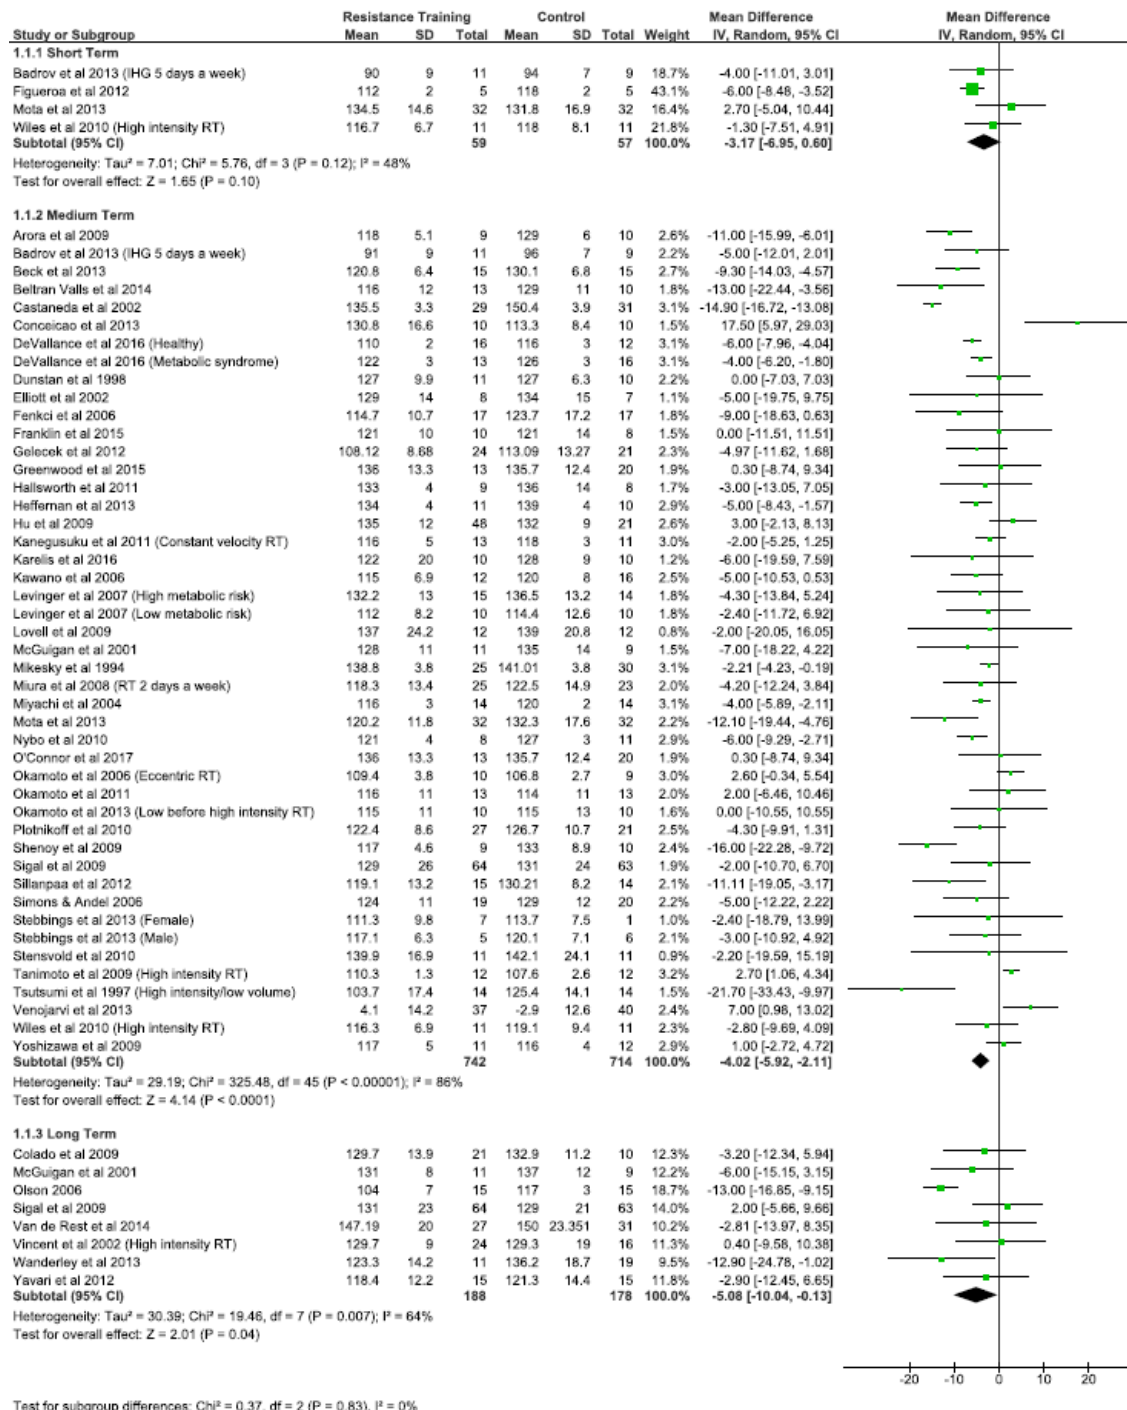 Resistance Training Control Mean Difference Mean Difference
Study or Subgroup Mean SD Total Mean SD Total Weight IV, Random, 95% CI IV, Random, 95% CI
1.1.1 Short Term
Badrov et al 2013 (IHG 5 days a week) 90 9 11 94 7 9 18.7% -4.00 [-11.01, 3.01]
Figueroa et al 2012 112 2 5 118 2 5 43.1% -6.00 [-8.48, -3.52]
Mota et al 2013 134.5 14.6 32 131.8 16.9 32 16.4% 2.70 [-5.04, 10.44]
Wiles et al 2010 (High intensity RT) 116.7 6.7 11 118 8.1 11 21.8% -1.30 [-7.51, 4.91]
Subtotal (95% CI) 59 57 100.0% -3.17 [-6.95, 0.60]
Heterogeneity: Tau² = 7.01; Chi² = 5.76, df = 3 (P = 0.12); I² = 48%
Test for overall effect: Z = 1.65 (P = 0.10)
1.1.2 Medium Term
Arora et al 2009 118 5.1 9 129 6 10 2.6% -11.00 [-15.99, -6.01]
Badrov et al 2013 (IHG 5 days a week) 91 9 11 96 7 9 2.2% -5.00 [-12.01, 2.01]
Beck et al 2013 120.8 6.4 15 130.1 6.8 15 2.7% -9.30 [-14.03, -4.57]
Beltran Valls et al 2014 116 12 13 129 11 10 1.8% -13.00 [-22.44, -3.56]
Castaneda et al 2002 135.5 3.3 29 150.4 3.9 31 3.1% -14.90 [-16.72, -13.08]
Conceicao et al 2013 130.8 16.6 10 113.3 8.4 10 1.5% 17.50 [5.97, 29.03]
DeVallance et al 2016 (Healthy) 110 2 16 116 3 12 3.1% -6.00 [-7.96, -4.04]
DeVallance et al 2016 (Metabolic syndrome) 122 3 13 126 3 16 3.1% -4.00 [-6.20, -1.80]
Dunstan et al 1998 127 9.9 11 127 6.3 10 2.2% 0.00 [-7.03, 7.03]
Elliott et al 2002 129 14 8 134 15 7 1.1% -5.00 [-19.75, 9.75]
Fenkci et al 2006 114.7 10.7 17 123.7 17.2 17 1.8% -9.00 [-18.63, 0.63]
Franklin et al 2015 121 10 10 121 14 8 1.5% 0.00 [-11.51, 11.51]
Gelecek et al 2012 108.12 8.68 24 113.09 13.27 21 2.3% -4.97 [-11.62, 1.68]
Greenwood et al 2015 136 13.3 13 135.7 12.4 20 1.9% 0.30 [-8.74, 9.34]
Hallsworth et al 2011 133 4 9 136 14 8 1.7% -3.00 [-13.05, 7.05]
Heffernan et al 2013 134 4 11 139 4 10 2.9% -5.00 [-8.43, -1.57]
Hu et al 2009 135 12 48 132 9 21 2.6% 3.00 [-2.13, 8.13]
Kanegusuku et al 2011 (Constant velocity RT) 116 5 13 118 3 11 3.0% -2.00 [-5.25, 1.25]
Karelis et al 2016 122 20 10 128 9 10 1.2% -6.00 [-19.59, 7.59]
Kawano et al 2006 115 6.9 12 120 8 16 2.5% -5.00 [-10.53, 0.53]
Levinger et al 2007 (High metabolic risk) 132.2 13 15 136.5 13.2 14 1.8% -4.30 [-13.84, 5.24]
Levinger et al 2007 (Low metabolic risk) 112 8.2 10 114.4 12.6 10 1.8% -2.40 [-11.72, 6.92]
Lovell et al 2009 137 24.2 12 139 20.8 12 0.8% -2.00 [-20.05, 16.05]
McGuigan et al 2001 128 11 11 135 14 9 1.5% -7.00 [-18.22, 4.22]
Mikesky et al 1994 138.8 3.8 25 141.01 3.8 30 3.1% -2.21 [-4.23, -0.19]
Miura et al 2008 (RT 2 days a week) 118.3 13.4 25 122.5 14.9 23 2.0% -4.20 [-12.24, 3.84]
Miyachi et al 2004 116 3 14 120 2 14 3.1% -4.00 [-5.89, -2.11]
Mota et al 2013 120.2 11.8 32 132.3 17.6 32 2.2% -12.10 [-19.44, -4.76]
Nybo et al 2010 121 4 8 127 3 11 2.9% -6.00 [-9.29, -2.71]
O'Connor et al 2017 136 13.3 13 135.7 12.4 20 1.9% 0.30 [-8.74, 9.34]
Okamoto et al 2006 (Eccentric RT) 109.4 3.8 10 106.8 2.7 9 3.0% 2.60 [-0.34, 5.54]
Okamoto et al 2011 116 11 13 114 11 13 2.0% 2.00 [-6.46, 10.46]
Okamoto et al 2013 (Low before high intensity RT) 115 11 10 115 13 10 1.6% 0.00 [-10.55, 10.55]
Plotnikoff et al 2010 122.4 8.6 27 126.7 10.7 21 2.5% -4.30 [-9.91, 1.31]
Shenoy et al 2009 117 4.6 9 133 8.9 10 2.4% -16.00 [-22.28, -9.72]
Sigal et al 2009 129 26 64 131 24 63 1.9% -2.00 [-10.70, 6.70]
Sillanpaa et al 2012 119.1 13.2 15 130.21 8.2 14 2.1% -11.11 [-19.05, -3.17]
Simons & Andel 2006 124 11 19 129 12 20 2.2% -5.00 [-12.22, 2.22]
Stebbings et al 2013 (Female) 111.3 9.8 7 113.7 7.5 1 1.0% -2.40 [-18.79, 13.99]
Stebbings et al 2013 (Male) 117.1 6.3 5 120.1 7.1 6 2.1% -3.00 [-10.92, 4.92]
Stensvold et al 2010 139.9 16.9 11 142.1 24.1 11 0.9% -2.20 [-19.59, 15.19]
Tanimoto et al 2009 (High intensity RT) 110.3 1.3 12 107.6 2.6 12 3.2% 2.70 [1.06, 4.34]
Tsutsumi et al 1997 (High intensity/low volume) 103.7 17.4 14 125.4 14.1 14 1.5% -21.70 [-33.43, -9.97]
Venojarvi et al 2013 4.1 14.2 37 -2.9 12.6 40 2.4% 7.00 [0.98, 13.02]
Wiles et al 2010 (High intensity RT) 116.3 6.9 11 119.1 9.4 11 2.3% -2.80 [-9.69, 4.09]
Yoshizawa et al 2009 117 5 11 116 4 12 2.9% 1.00 [-2.72, 4.72]
Subtotal (95% CI) 742 714 100.0% -4.02 [-5.92, -2.11]
Heterogeneity: Tau² = 29.19; Chi² = 325.48, df = 45 (P < 0.00001); I² = 86%
Test for overall effect: Z = 4.14 (P < 0.0001)
1.1.3 Long Term
Colado et al 2009 129.7 13.9 21 132.9 11.2 10 12.3% -3.20 [-12.34, 5.94]
McGuigan et al 2001 131 8 11 137 12 9 12.2% -6.00 [-15.15, 3.15]
Olson 2006 104 7 15 117 3 15 18.7% -13.00 [-16.85, -9.15]
Sigal et al 2009 131 23 64 129 21 63 14.0% 2.00 [-5.66, 9.66]
Van de Rest et al 2014 147.19 20 27 150 23.351 31 10.2% -2.81 [-13.97, 8.35]
Vincent et al 2002 (High intensity RT) 129.7 9 24 129.3 19 16 11.3% 0.40 [-9.58, 10.38]
Wanderley et al 2013 123.3 14.2 11 136.2 18.7 19 9.5% -12.90 [-24.78, -1.02]
Yavari et al 2012 118.4 12.2 15 121.3 14.4 15 11.8% -2.90 [-12.45, 6.65]
Subtotal (95% CI) 188 178 100.0% -5.08 [-10.04, -0.13]
Heterogeneity: Tau² = 30.39; Chi² = 19.46, df = 7 (P = 0.007); I² = 64%
Test for overall effect: Z = 2.01 (P = 0.04)
-20 -10 0 10 20
Test for subgroup differences: Chi² = 0.37, df = 2 (P = 0.83), I² = 0%